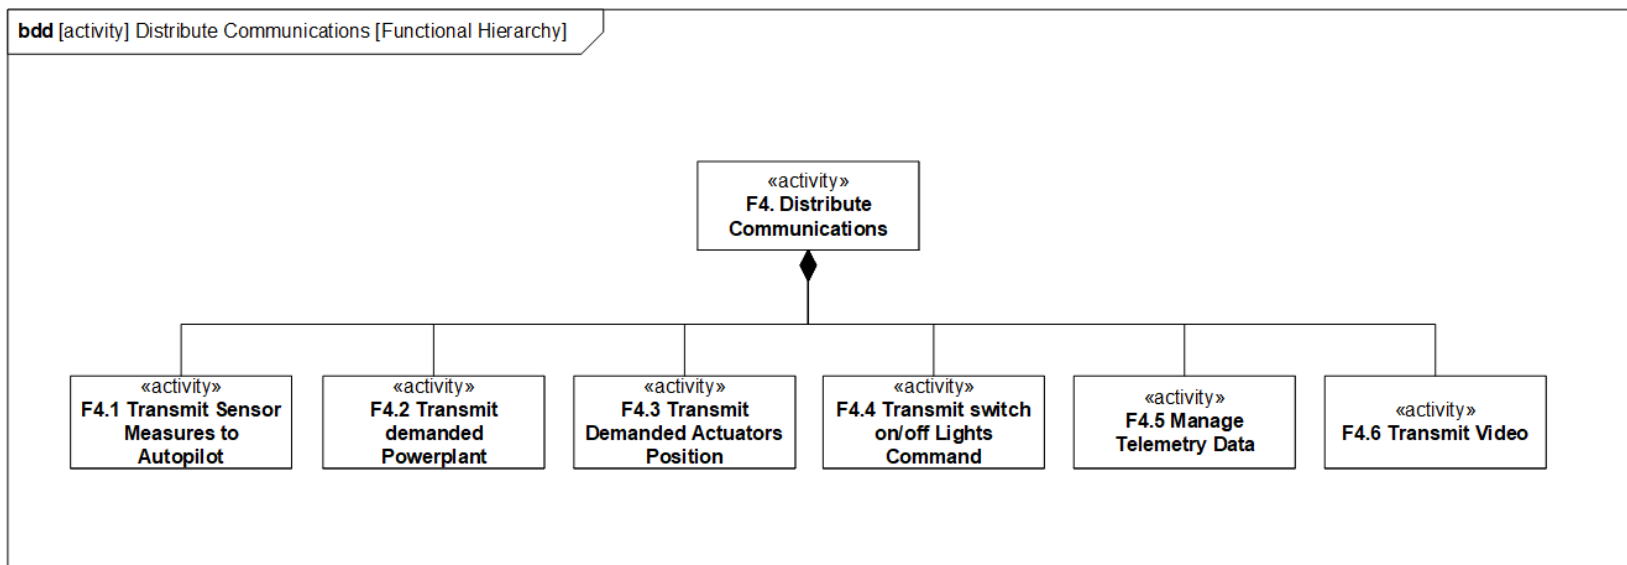 bdd [activity] Distribute Communications [Functional Hierarchy]
«activity»
F4. Distribute
Communications
«activity»
F4.1 Transmit Sensor
Measures to
Autopilot
«activity»
F4.2 Transmit
demanded
Powerplant
«activity»
F4.3 Transmit
Demanded Actuators
Position
«activity»
F4.4 Transmit switch
on/off Lights
Command
«activity»
F4.5 Manage
Telemetry Data
«activity»
F4.6 Transmit Video